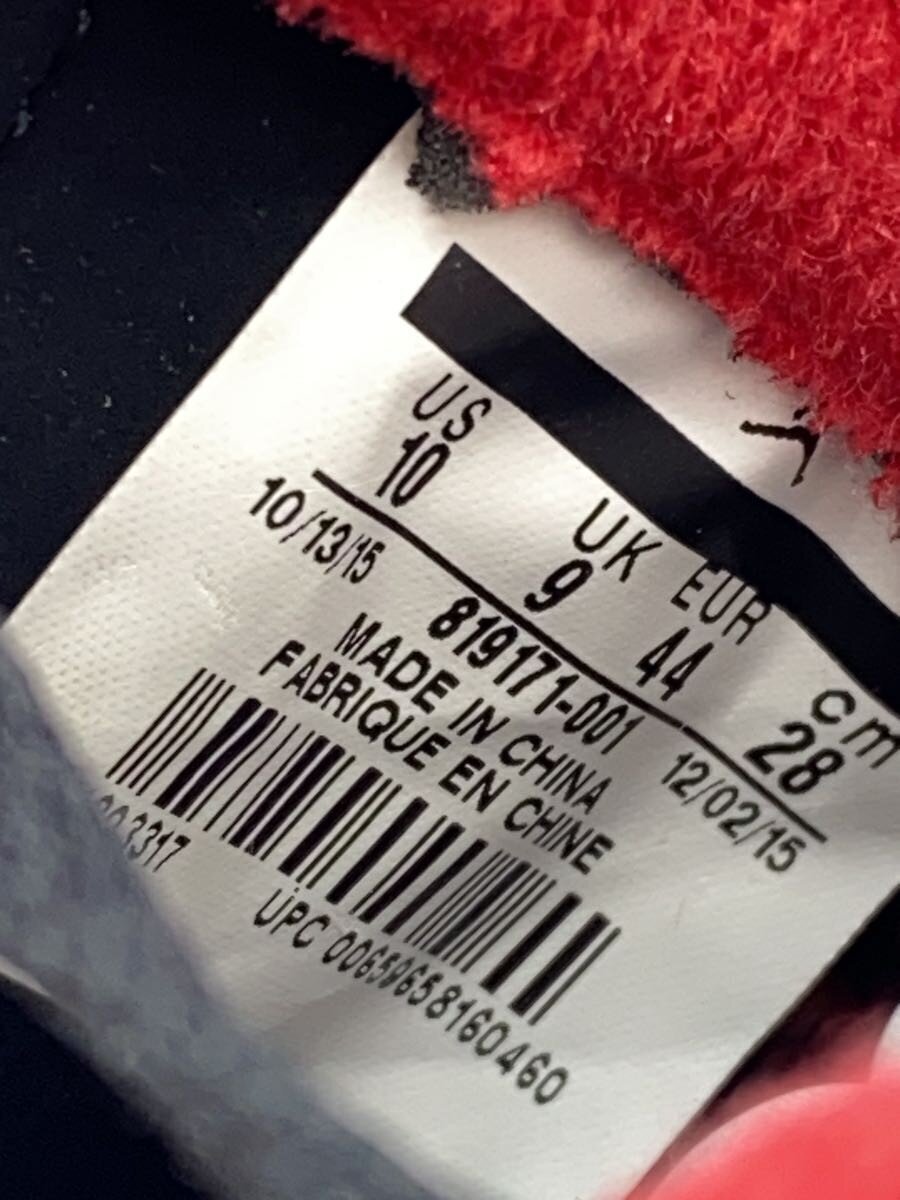 US UK EUR cm
10 9 44 28
10/13/15 819171-001 12/02/15
MADE IN CHINA
FABRIQUE EN CHINE
UPC 00659658160460